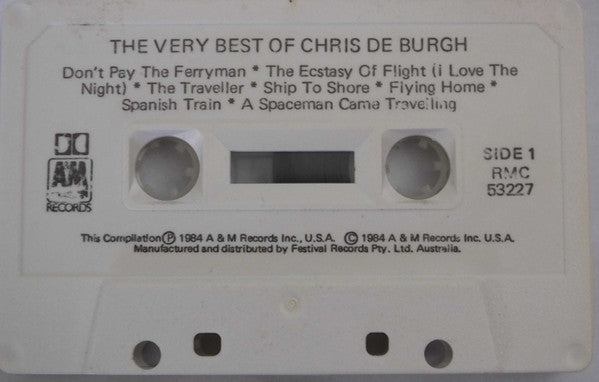 THE VERY BEST OF CHRIS DE BURGH
Don't Pay The Ferryman * The Ecstasy Of Flight (i Love The
Night) * The Traveller * Ship To Shore * Flying Home *
Spanish Train * A Spaceman Came Travelling
A&M
RECORDS
SIDE 1
RMC
53227
This Compilation Ⓟ 1984 A & M Records Inc., U.S.A. © 1984 A & M Records Inc. U.S.A.
Manufactured and distributed by Festival Records Pty. Ltd. Australia.